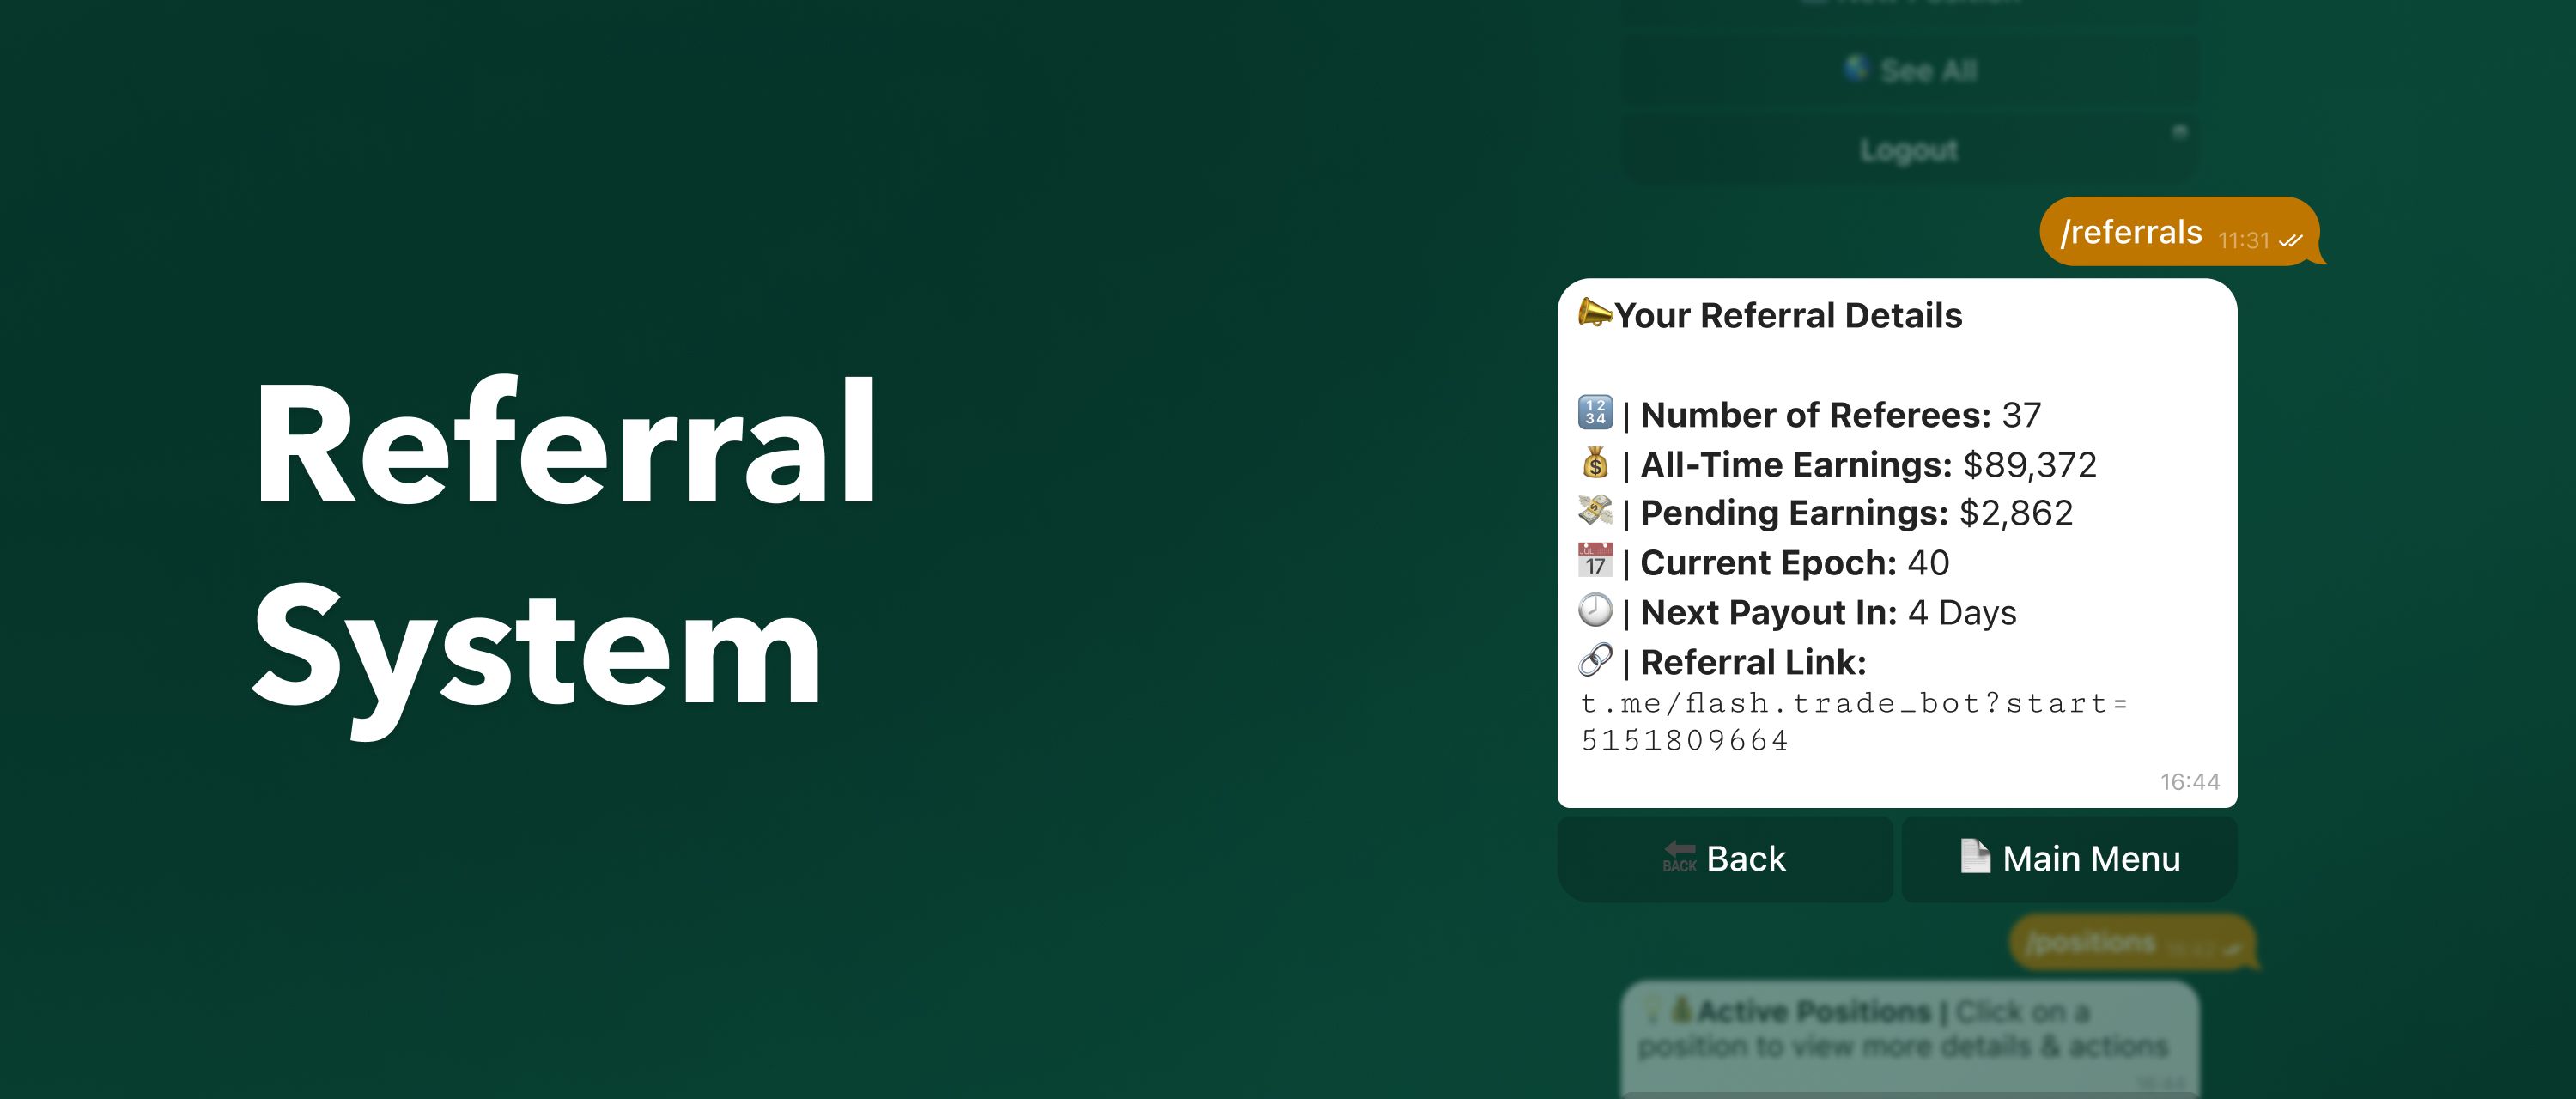 Referral
System
See All
Logout
/referrals 11:31
📣Your Referral Details
🔢 | Number of Referees: 37
💰 | All-Time Earnings: $89,372
💸 | Pending Earnings: $2,862
📅 | Current Epoch: 40
🕗 | Next Payout In: 4 Days
🔗 | Referral Link:
t.me/flash.trade_bot?start=
5151809664
16:44
🔙 Back
📄 Main Menu
/positions
Active Positions | Click on a
position to view more details & actions